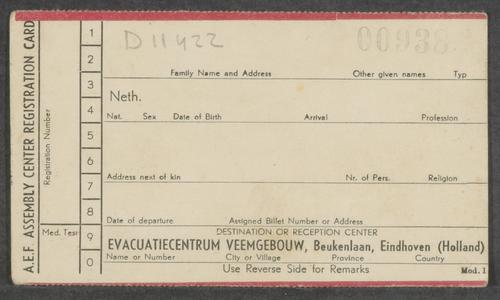 A.E.F. ASSEMBLY CENTER REGISTRATION CARD
Registration Number
Med. Test
1
2
3
4
5
6
7
8
9
0
D 11422
00938
Family Name and Address Other given names Typ
Neth.
Nat. Sex Date of Birth Arrival Profession
Address next of kin Nr. of Pers. Religion
Date of departure Assigned Billet Number or Address
DESTINATION OR RECEPTION CENTER
EVACUATIECENTRUM VEEMGEBOUW, Beukenlaan, Eindhoven (Holland)
Name or Number City or Village Province Country
Use Reverse Side for Remarks Mod. 1